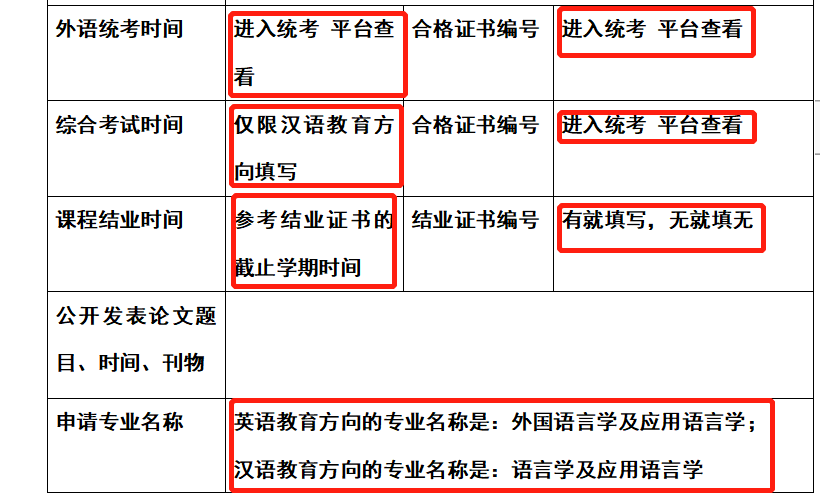 外语统考时间 进入统考 平台查看 合格证书编号 进入统考 平台查看
综合考试时间 仅限汉语教育方向填写 合格证书编号 进入统考 平台查看
课程结业时间 参考结业证书的截止学期时间 结业证书编号 有就填写，无就填无
公开发表论文题
目、时间、刊物
申请专业名称 英语教育方向的专业名称是：外国语言学及应用语言学；
汉语教育方向的专业名称是：语言学及应用语言学